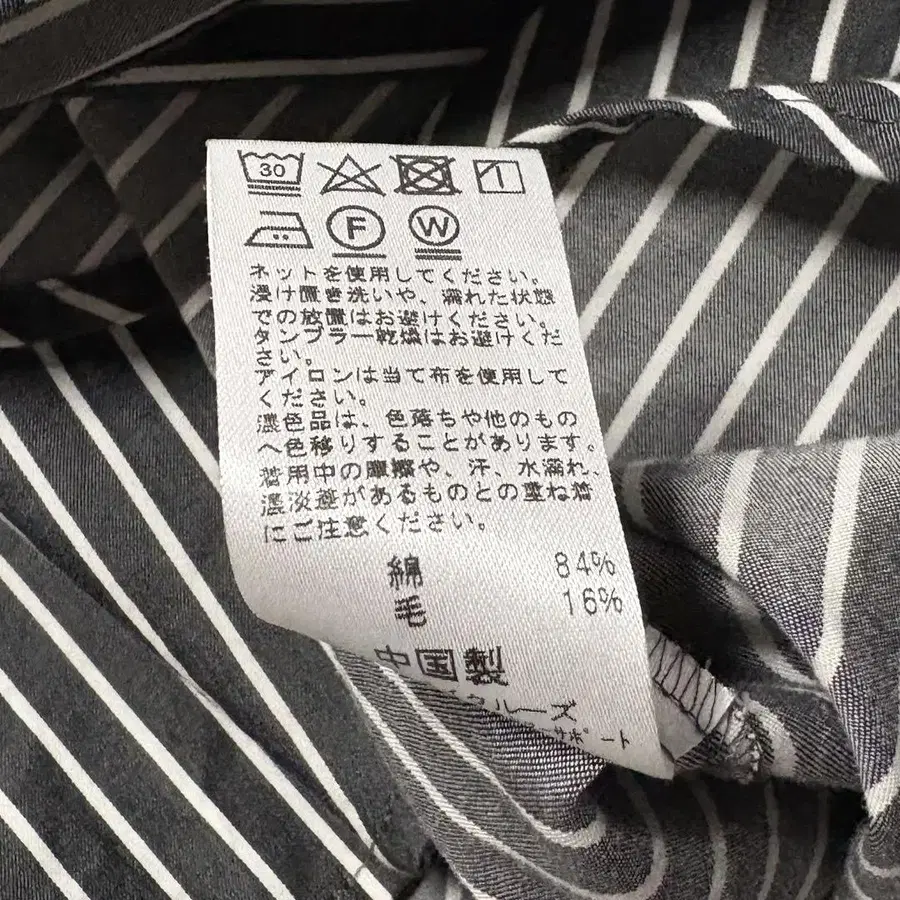 30
F W
ネットを使用してください。
浸け置き洗いや、濡れた状態
での放置はお避けください。
タンブラー乾燥はお避けくだ
さい。
アイロンは当て布を使用して
ください。
濃色品は、色落ちや他のもの
へ色移りすることがあります。
着用中の摩擦や、汗、水濡れ、
濃淡差があるものとの重ね着
にご注意ください。
綿 84%
毛 16%
中国製
ルーズ
サポート